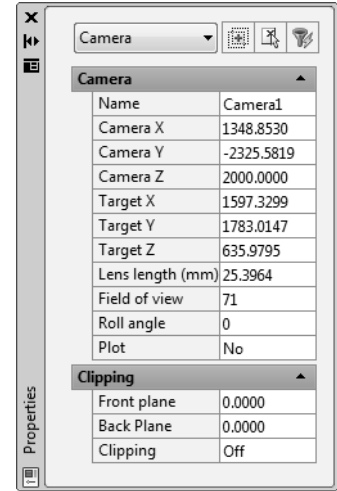 Camera
Camera
Name Camera1
Camera X 1348.8530
Camera Y -2325.5819
Camera Z 2000.0000
Target X 1597.3299
Target Y 1783.0147
Target Z 635.9795
Lens length (mm) 25.3964
Field of view 71
Roll angle 0
Plot No
Clipping
Front plane 0.0000
Back Plane 0.0000
Clipping Off
Properties